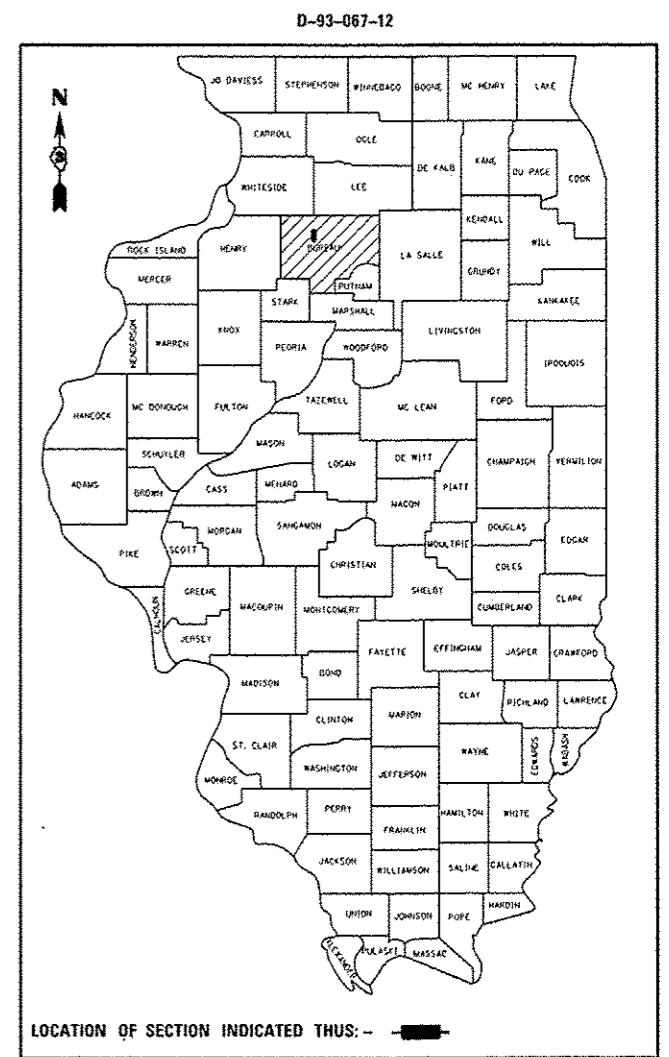 D-93-067-12
N
JO DAVIESS STEPHENSON WINNEBAGO BOONE MC HENRY LAKE
CARROLL OGLE
DE KALB KANE DU PAGE COOK
WHITESIDE LEE
KENDALL WILL
ROCK ISLAND HENRY BUREAU LA SALLE GRUNDY
MERCER PUTNAM KANKAKEE
STARK MARSHALL
HENDERSON WARREN KNOX PEORIA WOODFORD LIVINGSTON IROQUOIS
HANCOCK MC DONOUGH FULTON TAZEWELL MC LEAN FORD
SCHUYLER MASON LOGAN DE WITT CHAMPAIGN VERMILION
ADAMS BROWN CASS MENARD MACON PIATT
PIKE SCOTT MORGAN SANGAMON MOULTRIE DOUGLAS EDGAR
CHRISTIAN COLES
CALHOUN GREENE MACOUPIN MONTGOMERY SHELBY CUMBERLAND CLARK
JERSEY FAYETTE EFFINGHAM JASPER CRAWFORD
MADISON BOND CLAY RICHLAND LAWRENCE
CLINTON MARION
ST. CLAIR WAYNE EDWARDS WABASH
MONROE WASHINGTON JEFFERSON
RANDOLPH PERRY HAMILTON WHITE
FRANKLIN
JACKSON WILLIAMSON SALINE GALLATIN
HARDIN
UNION JOHNSON POPE
ALEXANDER PULASKI MASSAC
LOCATION OF SECTION INDICATED THUS: -